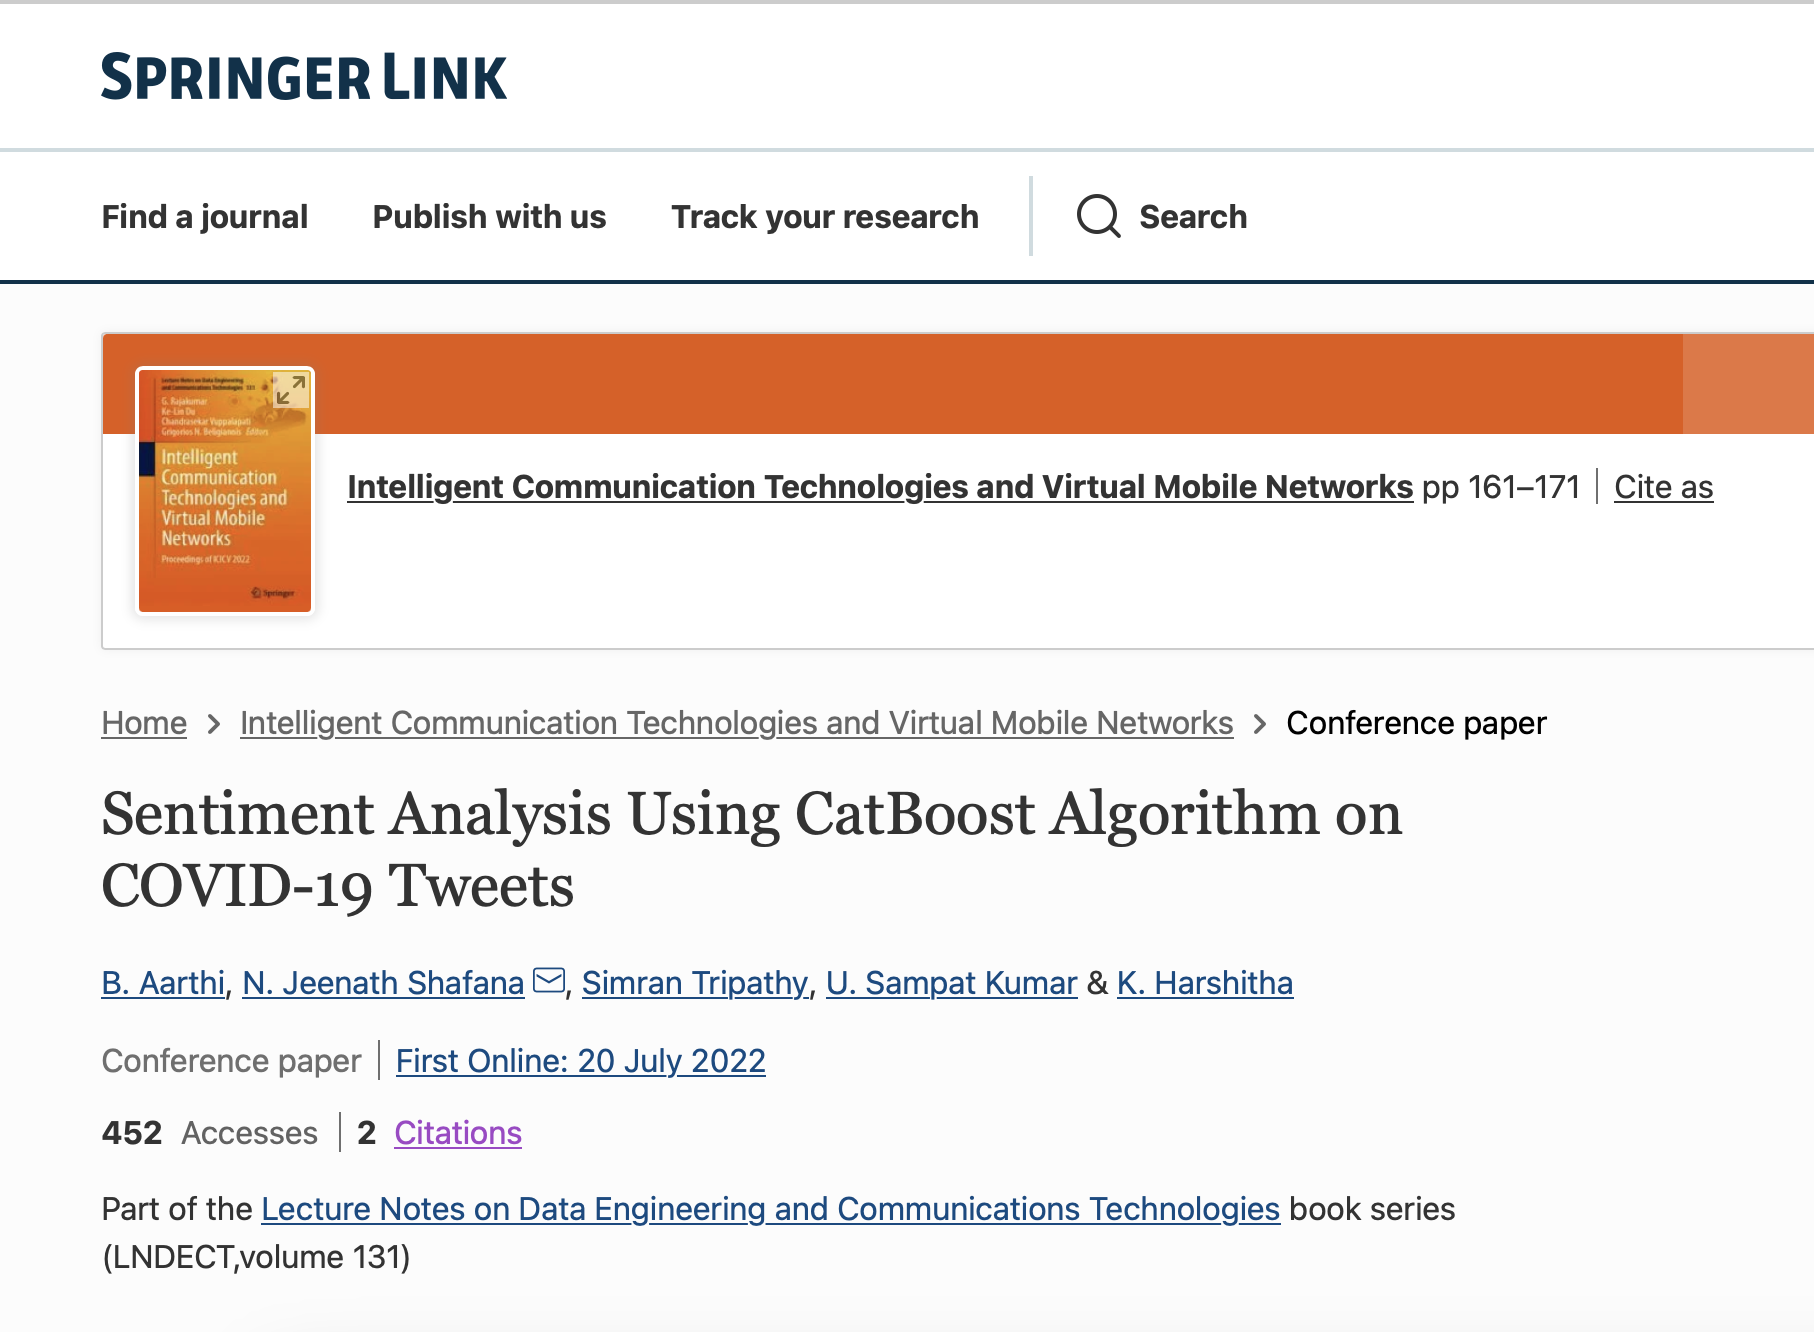 SPRINGER LINK
Find a journal Publish with us Track your research Search
Lecture Notes on Data Engineering
and Communications Technologies 131
G. Rajakumar
Ke-Lin Du
Chandrasekar Vuppalapati
Grigorios N. Beligiannis Editors
Intelligent
Communication
Technologies and
Virtual Mobile
Networks
Proceedings of ICICV 2022
Springer
Intelligent Communication Technologies and Virtual Mobile Networks pp 161–171 | Cite as
Home > Intelligent Communication Technologies and Virtual Mobile Networks > Conference paper
Sentiment Analysis Using CatBoost Algorithm on
COVID-19 Tweets
B. Aarthi, N. Jeenath Shafana, Simran Tripathy, U. Sampat Kumar & K. Harshitha
Conference paper | First Online: 20 July 2022
452 Accesses | 2 Citations
Part of the Lecture Notes on Data Engineering and Communications Technologies book series
(LNDECT,volume 131)